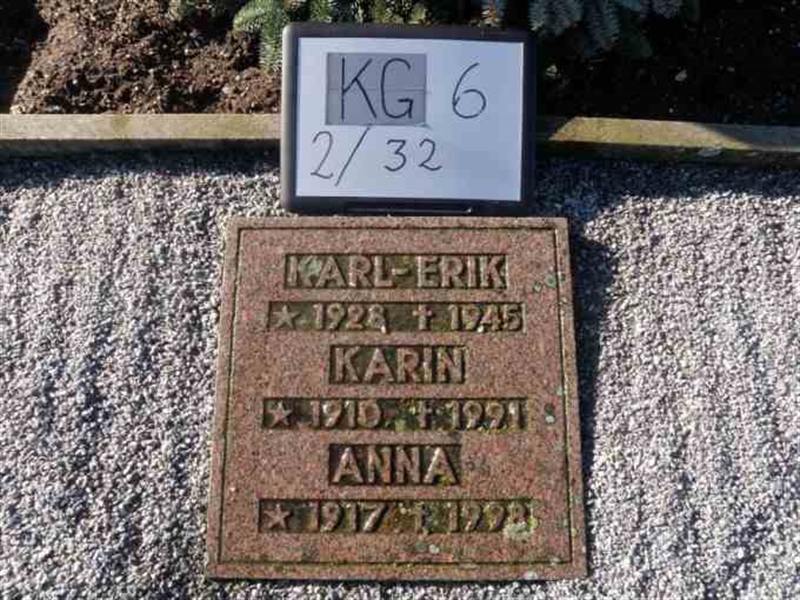 KG 6
2/32
KARL-ERIK
★ 1928 † 1945
KARIN
★ 1910 † 1991
ANNA
★ 1917 † 1998